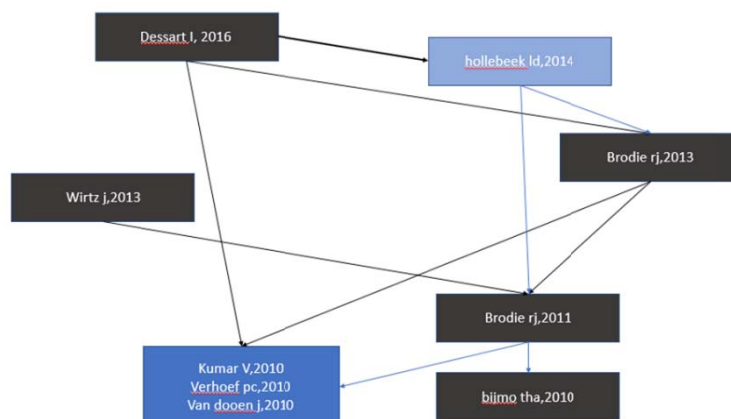 Dessart l, 2016
hollebeek ld,2014
Brodie rj,2013
Wirtz j,2013
Brodie rj,2011
Kumar V,2010
Verhoef pc,2010
Van dooen j,2010
bijmo tha,2010